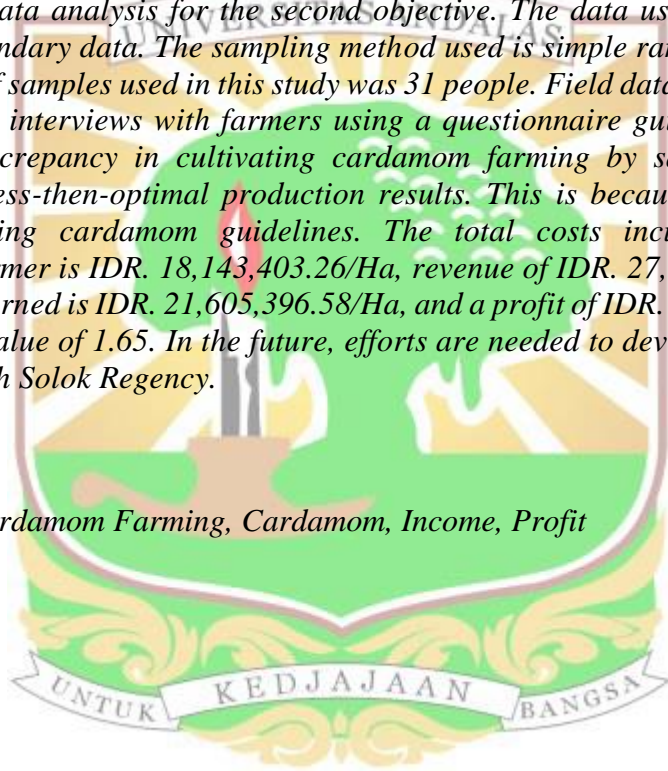 ata analysis for the second objective. The data us
UNIVERSITAS ANDALAS
ndary data. The sampling method used is simple ran
f samples used in this study was 31 people. Field data
interviews with farmers using a questionnaire gui
crepancy in cultivating cardamom farming by s
ess-then-optimal production results. This is becau
ing cardamom guidelines. The total costs inc
rmer is IDR. 18,143,403.26/Ha, revenue of IDR. 27,
rned is IDR. 21,605,396.58/Ha, and a profit of IDR.
alue of 1.65. In the future, efforts are needed to dev
h Solok Regency.
rdamom Farming, Cardamom, Income, Profit
UNTUK KEDJAJAAN BANGSA